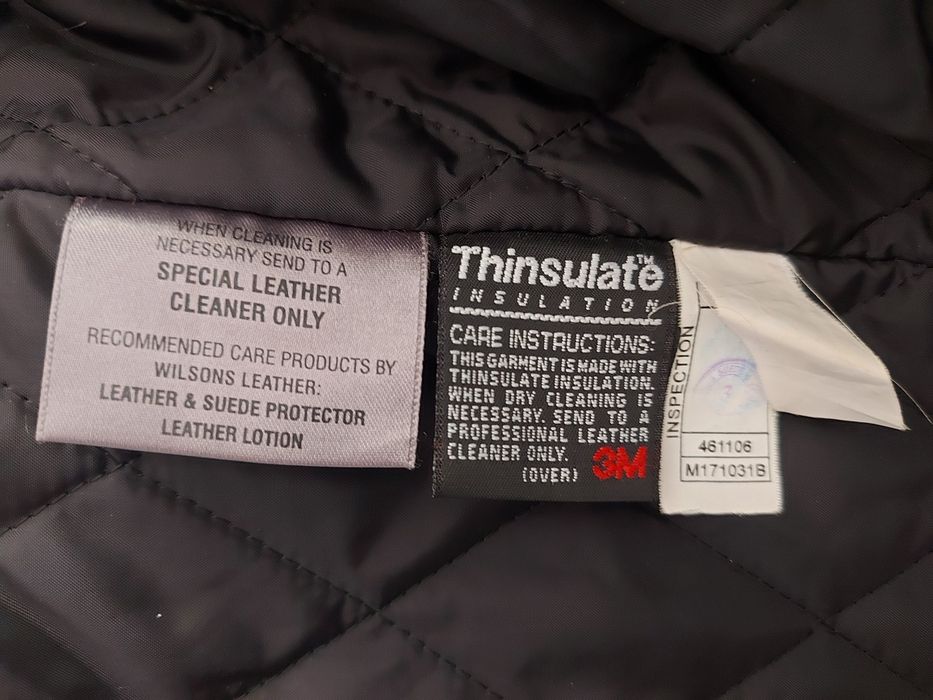 WHEN CLEANING IS
NECESSARY SEND TO A
SPECIAL LEATHER
CLEANER ONLY
RECOMMENDED CARE PRODUCTS BY
WILSONS LEATHER:
LEATHER & SUEDE PROTECTOR
LEATHER LOTION
Thinsulate™
INSULATION
CARE INSTRUCTIONS:
THIS GARMENT IS MADE WITH
THINSULATE INSULATION.
WHEN DRY CLEANING IS
NECESSARY. SEND TO A
PROFESSIONAL LEATHER
CLEANER ONLY.
(OVER)
3M
INSPECTION
461106
M171031B